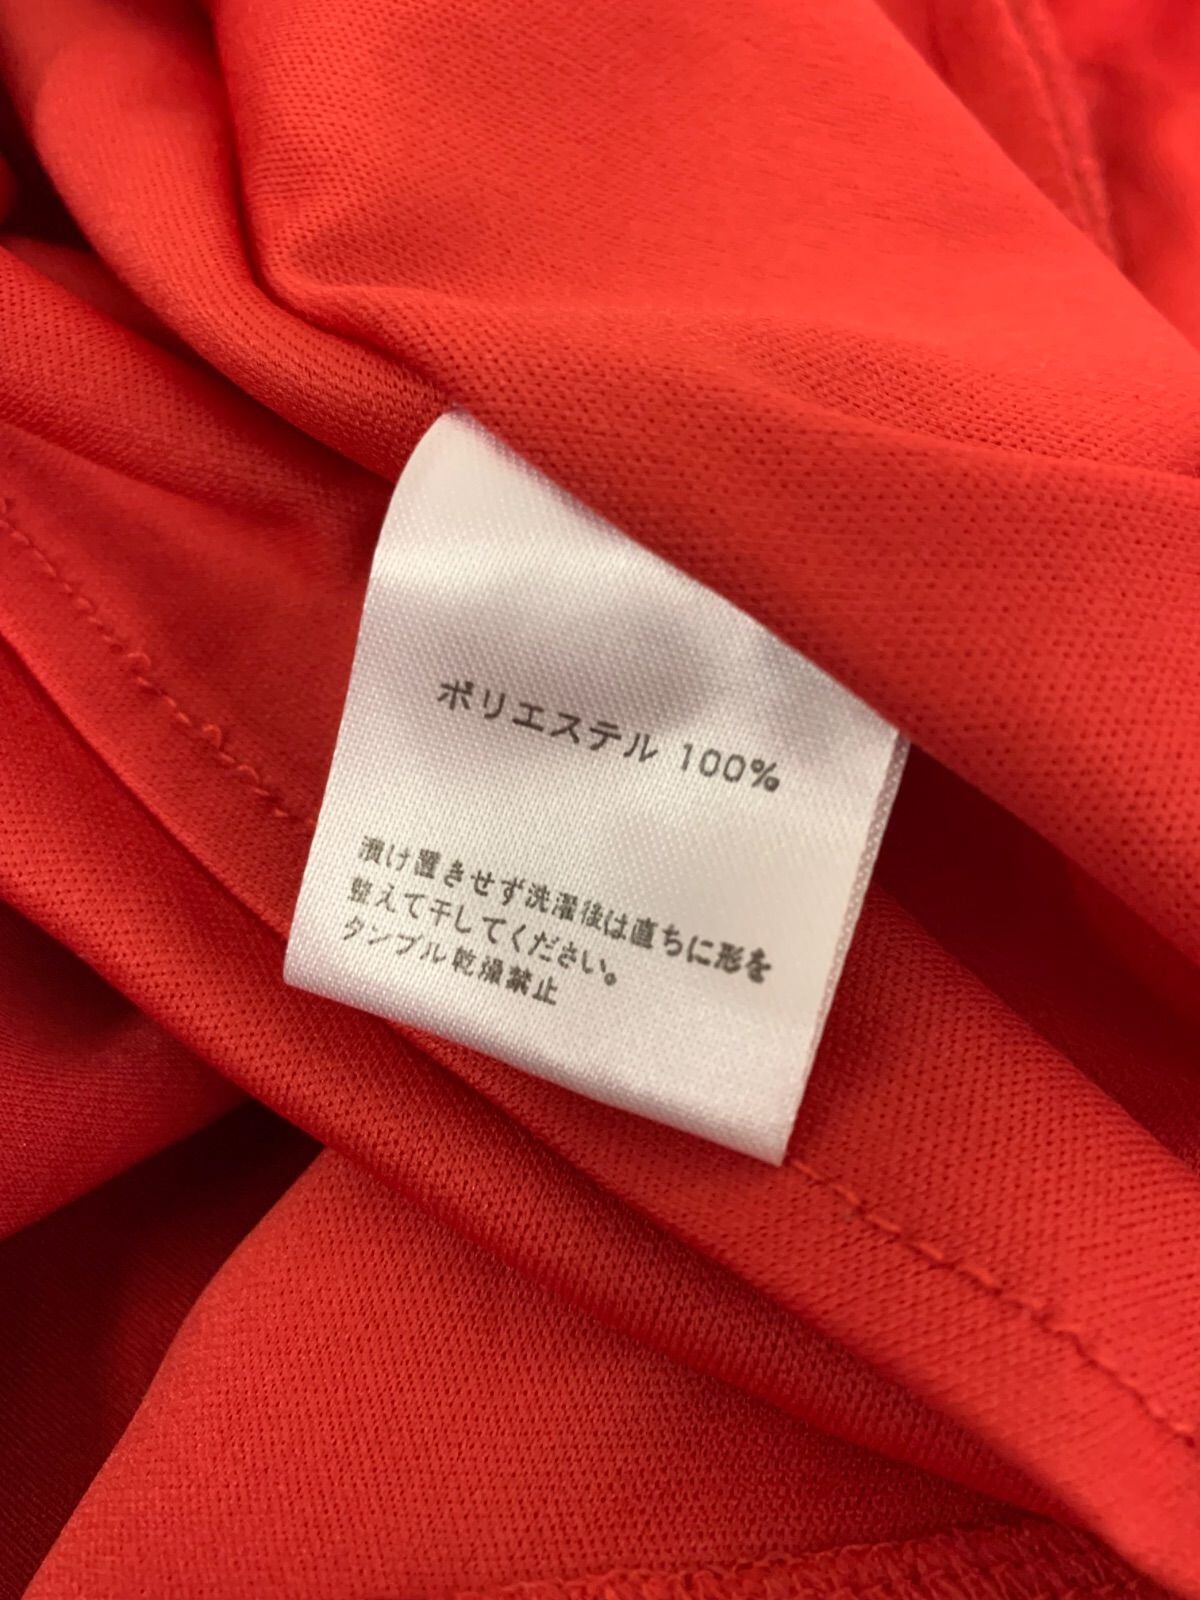 ポリエステル 100%
漬け置きせず洗濯後は直ちに形を
整えて干してください。
タンブル乾燥禁止